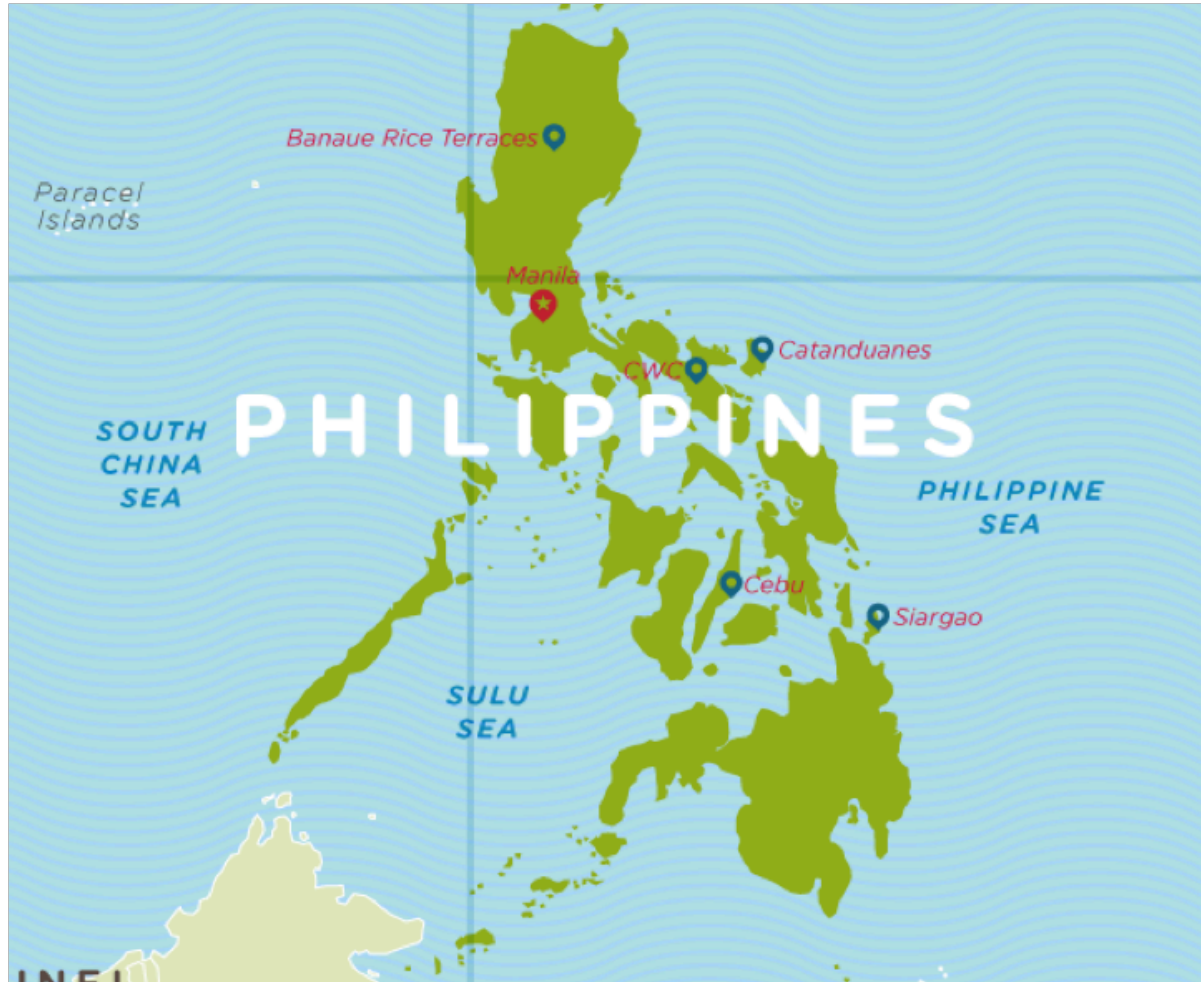 Banaue Rice Terraces
Paracel
Islands
Manila
Catanduanes
CWC
PHILIPPINES
SOUTH
CHINA
SEA
PHILIPPINE
SEA
Cebu
Siargao
SULU
SEA